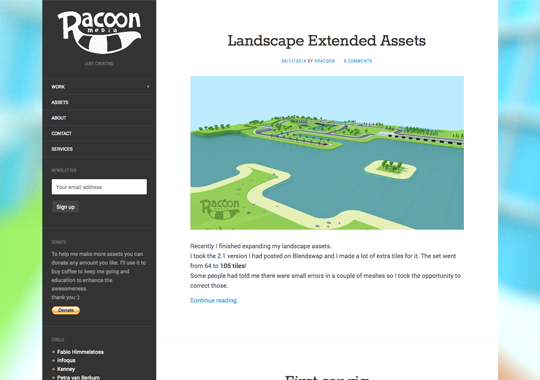 Racoon
media
JUST CREATING
WORK
ASSETS
ABOUT
CONTACT
SERVICES
NEWSLETTER
Your email address
Sign up
DONATE
To help me make more assets you can
donate any amount you like. I'll use it to
buy coffee to keep me going and
education to enhance the
awesomeness.
thank you :)
Donate
CIRCLE
Fabio Himmelstoss
infoqus
Kenney
Petra van Berkum
Landscape Extended Assets
09/11/2014 BY ERACOON · 8 COMMENTS
Racoon
media
Recently I finished expanding my landscape assets.
I took the 2.1 version I had posted on Blendswap and I made a lot of extra tiles for it. The set went
from 64 to 105 tiles!
Some people had told me there were small errors in a couple of meshes so I took the opportunity to
correct those.
Continue reading
First car rig